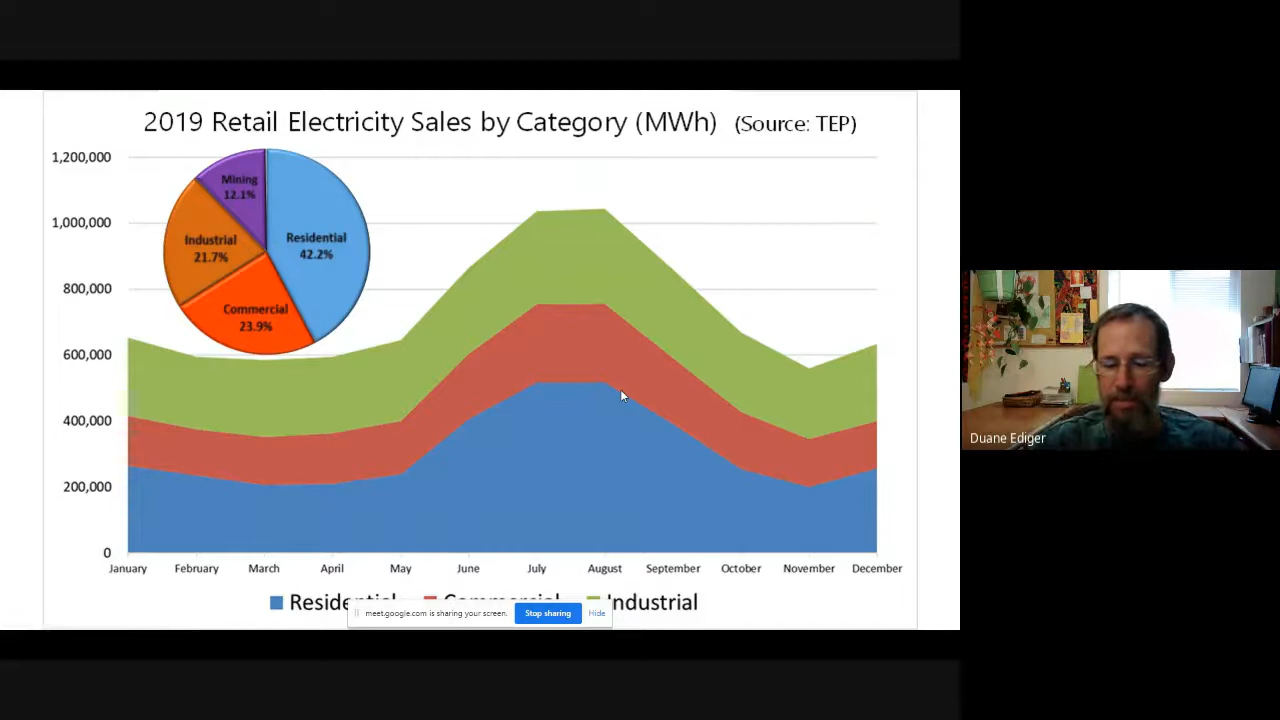 2019 Retail Electricity Sales by Category (MWh) (Source: TEP)
1,200,000
1,000,000
800,000
600,000
400,000
200,000
0
Mining
12.1%
Residential
42.2%
Industrial
21.7%
Commercial
23.9%
January February March April May June July August September October November December
Residential Commercial Industrial
meet.google.com is sharing your screen. Stop sharing Hide
Duane Ediger